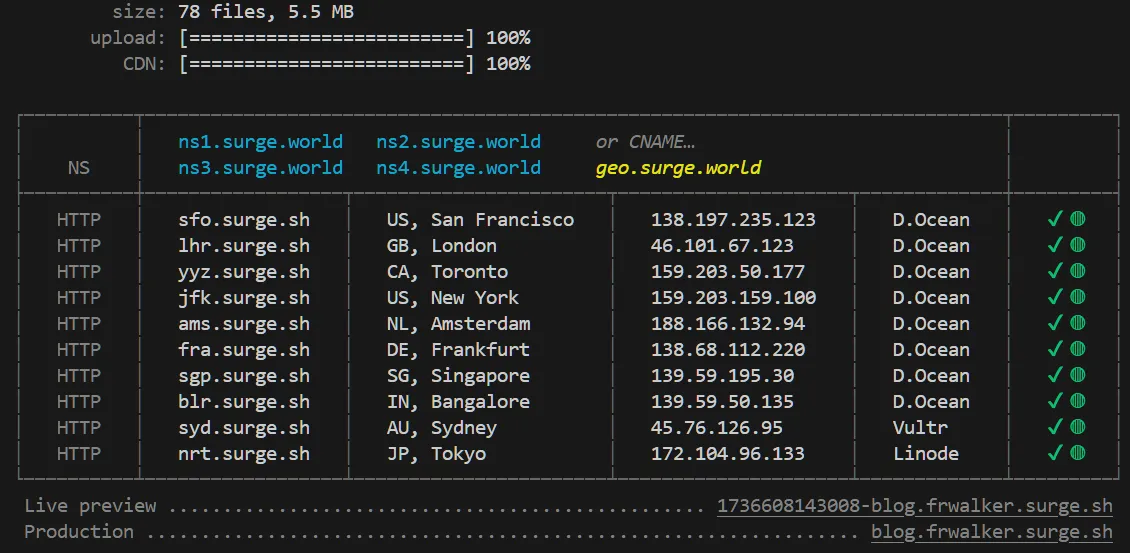 size: 78 files, 5.5 MB
upload: [=========================] 100%
CDN: [=========================] 100%
ns1.surge.world ns2.surge.world or CNAME…
NS ns3.surge.world ns4.surge.world geo.surge.world
HTTP sfo.surge.sh US, San Francisco 138.197.235.123 D.Ocean ✔ ◍
HTTP lhr.surge.sh GB, London 46.101.67.123 D.Ocean ✔ ◍
HTTP yyz.surge.sh CA, Toronto 159.203.50.177 D.Ocean ✔ ◍
HTTP jfk.surge.sh US, New York 159.203.159.100 D.Ocean ✔ ◍
HTTP ams.surge.sh NL, Amsterdam 188.166.132.94 D.Ocean ✔ ◍
HTTP fra.surge.sh DE, Frankfurt 138.68.112.220 D.Ocean ✔ ◍
HTTP sgp.surge.sh SG, Singapore 139.59.195.30 D.Ocean ✔ ◍
HTTP blr.surge.sh IN, Bangalore 139.59.50.135 D.Ocean ✔ ◍
HTTP syd.surge.sh AU, Sydney 45.76.126.95 Vultr ✔ ◍
HTTP nrt.surge.sh JP, Tokyo 172.104.96.133 Linode ✔ ◍
Live preview ................................................. 1736608143008-blog.frwalker.surge.sh
Production ................................................................. blog.frwalker.surge.sh